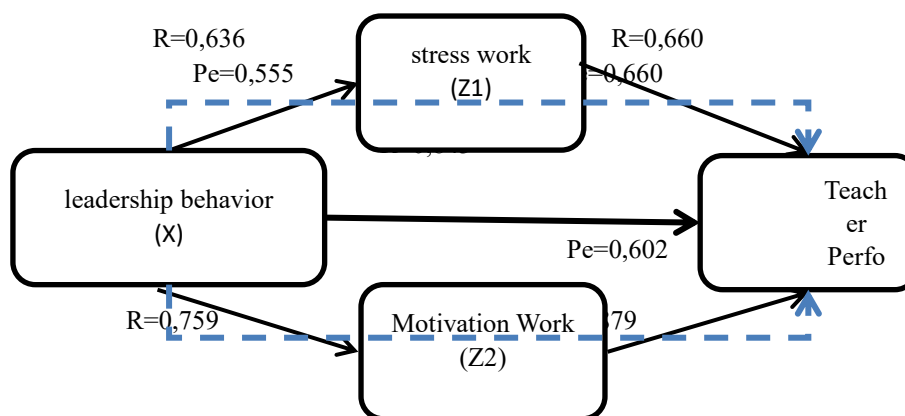 R=0,636
R=0,660
stress work
Pe=0,555
=0,660
(Z1)
leadership behavior
(X)
Teach
er
Perfo
Pe=0,602
R=0,759
Motivation Work
879
(Z2)